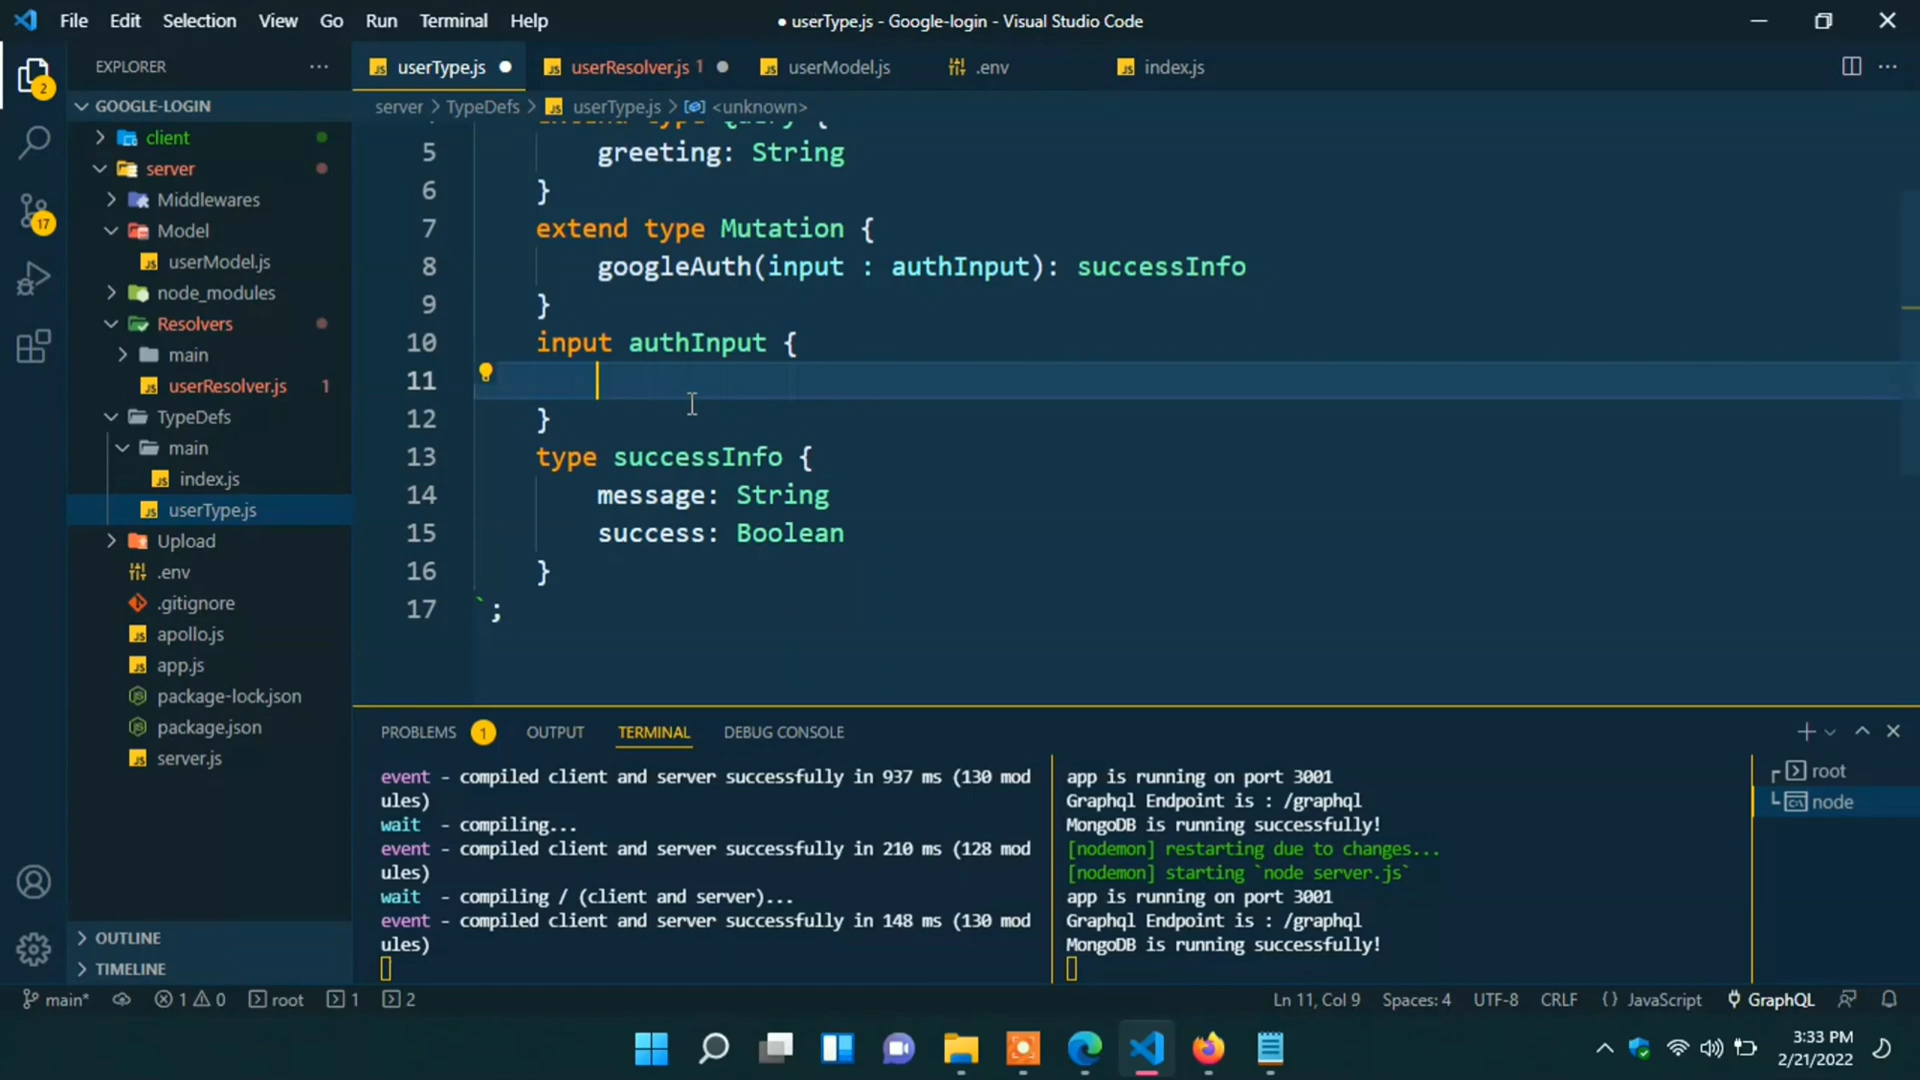 File Edit Selection View Go Run Terminal Help
● userType.js - Google-login - Visual Studio Code
EXPLORER
userType.js
userResolver.js 1
userModel.js
.env
index.js
GOOGLE-LOGIN
server > TypeDefs > userType.js > <unknown>
client
server
Middlewares
Model
userModel.js
node_modules
Resolvers
main
userResolver.js 1
TypeDefs
main
index.js
userType.js
Upload
.env
.gitignore
apollo.js
app.js
package-lock.json
package.json
server.js
OUTLINE
TIMELINE
2
17
extend type Query {
5 greeting: String
6 }
7 extend type Mutation {
8 googleAuth(input : authInput): successInfo
9 }
10 input authInput {
11
12 }
13 type successInfo {
14 message: String
15 success: Boolean
16 }
17 `;
PROBLEMS 1 OUTPUT TERMINAL DEBUG CONSOLE
event - compiled client and server successfully in 937 ms (130 mod
ules)
wait - compiling...
event - compiled client and server successfully in 210 ms (128 mod
ules)
wait - compiling / (client and server)...
event - compiled client and server successfully in 148 ms (130 mod
ules)
app is running on port 3001
Graphql Endpoint is : /graphql
MongoDB is running successfully!
[nodemon] restarting due to changes...
[nodemon] starting `node server.js`
app is running on port 3001
Graphql Endpoint is : /graphql
MongoDB is running successfully!
root
node
main* 1 0 root 1 2
Ln 11, Col 9 Spaces: 4 UTF-8 CRLF {} JavaScript GraphQL
3:33 PM
2/21/2022